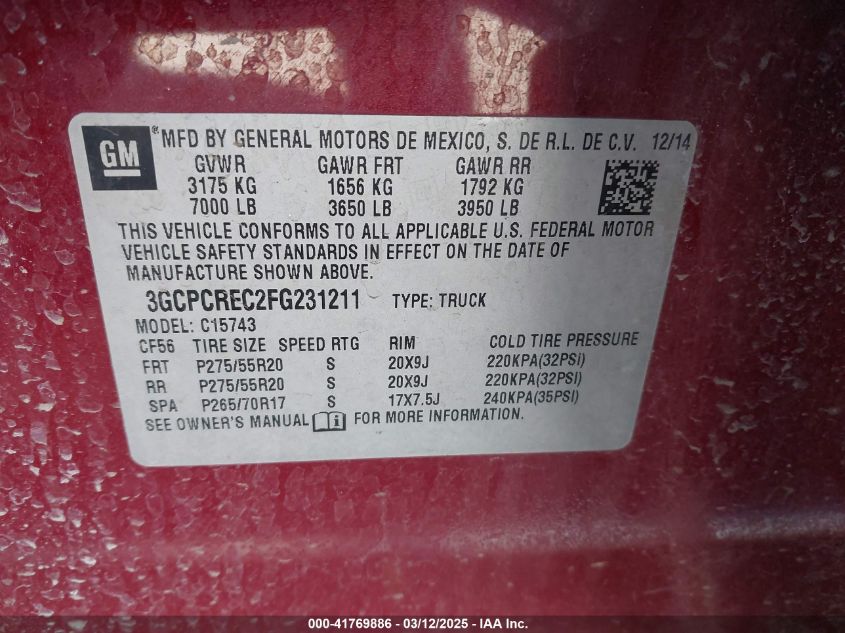 GM ® MFD BY GENERAL MOTORS DE MEXICO, S. DE R.L. DE C.V. 12/14
GVWR GAWR FRT GAWR RR
3175 KG 1656 KG 1792 KG
7000 LB 3650 LB 3950 LB
THIS VEHICLE CONFORMS TO ALL APPLICABLE U.S. FEDERAL MOTOR
VEHICLE SAFETY STANDARDS IN EFFECT ON THE DATE OF
MANUFACTURE SHOWN ABOVE.
3GCPCREC2FG231211 TYPE: TRUCK
MODEL: C15743
CF56 TIRE SIZE SPEED RTG RIM COLD TIRE PRESSURE
FRT P275/55R20 S 20X9J 220KPA(32PSI)
RR P275/55R20 S 20X9J 220KPA(32PSI)
SPA P265/70R17 S 17X7.5J 240KPA(35PSI)
SEE OWNER'S MANUAL FOR MORE INFORMATION.
000-41769886 - 03/12/2025 - IAA Inc.